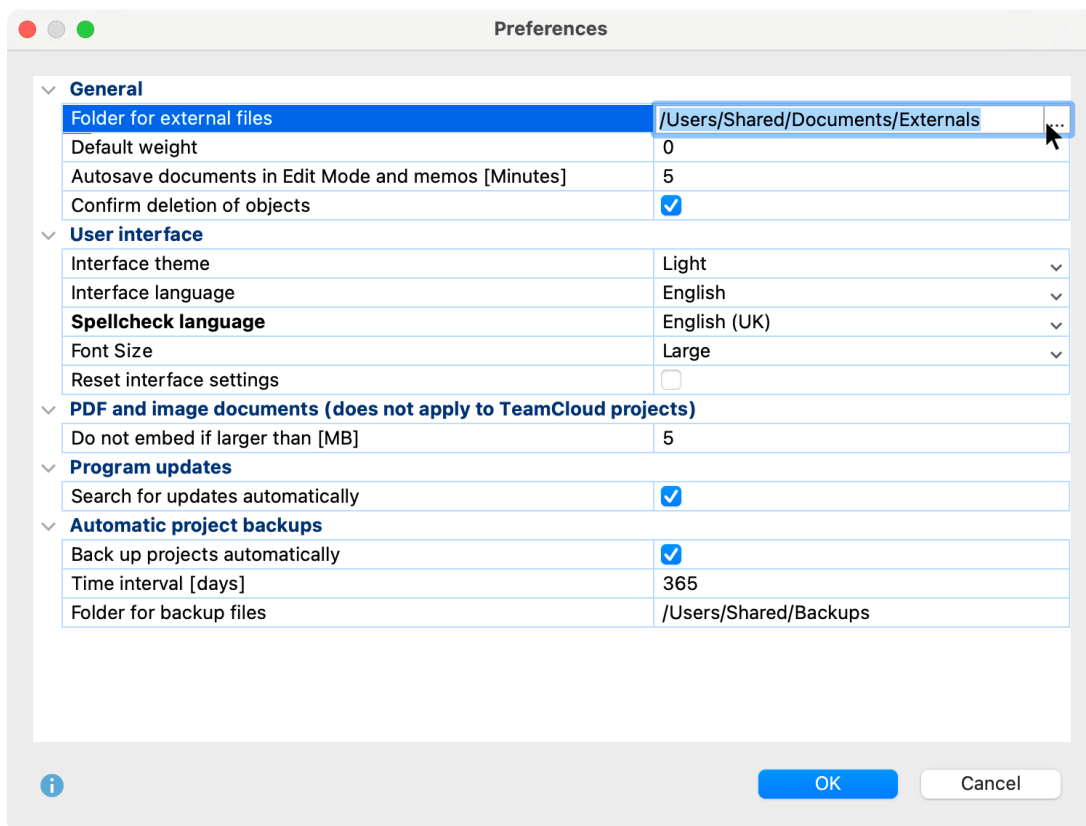 Preferences
General
Folder for external files /Users/Shared/Documents/Externals ...
Default weight 0
Autosave documents in Edit Mode and memos [Minutes] 5
Confirm deletion of objects
User interface
Interface theme Light
Interface language English
Spellcheck language English (UK)
Font Size Large
Reset interface settings
PDF and image documents (does not apply to TeamCloud projects)
Do not embed if larger than [MB] 5
Program updates
Search for updates automatically
Automatic project backups
Back up projects automatically
Time interval [days] 365
Folder for backup files /Users/Shared/Backups
OK Cancel